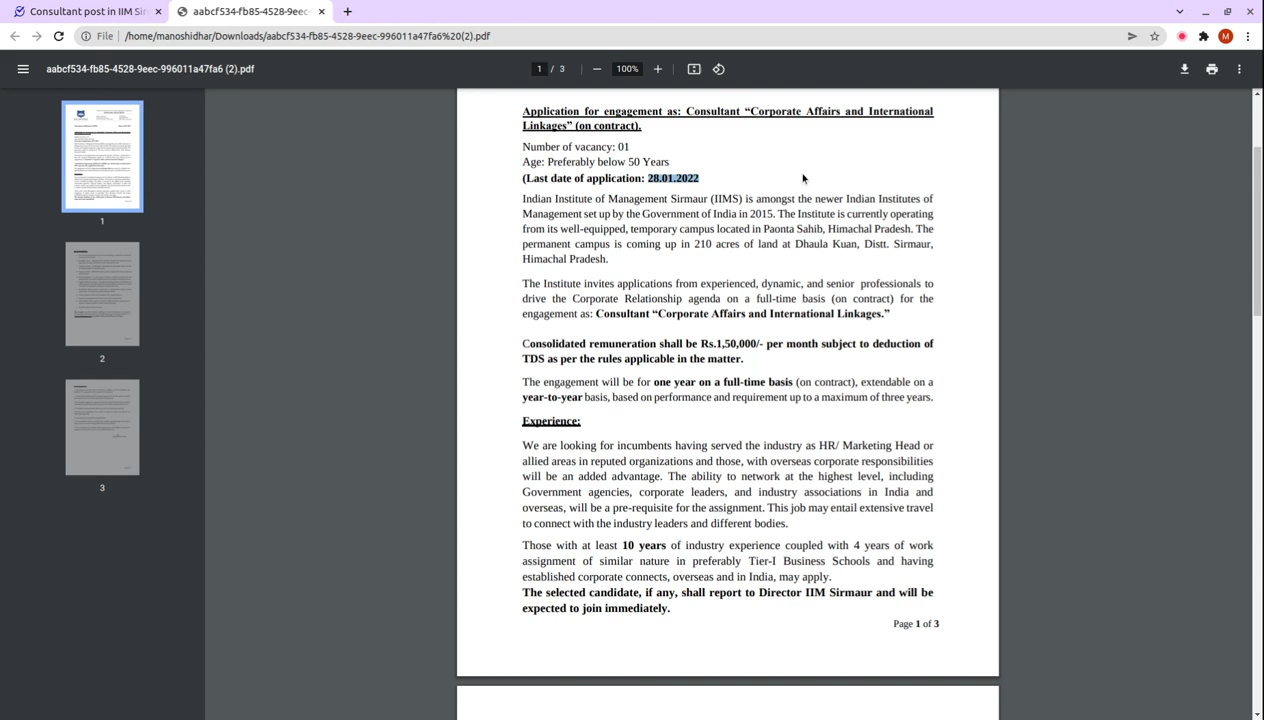 Consultant post in IIM Sir
aabcf534-fb85-4528-9eec-
File /home/manoshidhar/Downloads/aabcf534-fb85-4528-9eec-996011a47fa6%20(2).pdf
M
aabcf534-fb85-4528-9eec-996011a47fa6 (2).pdf
1 / 3
100%
Application for engagement as: Consultant “Corporate Affairs and International
Linkages” (on contract).
Number of vacancy: 01
Age: Preferably below 50 Years
(Last date of application: 28.01.2022
Indian Institute of Management Sirmaur (IIMS) is amongst the newer Indian Institutes of
Management set up by the Government of India in 2015. The Institute is currently operating
from its well-equipped, temporary campus located in Paonta Sahib, Himachal Pradesh. The
permanent campus is coming up in 210 acres of land at Dhaula Kuan, Distt. Sirmaur,
Himachal Pradesh.
The Institute invites applications from experienced, dynamic, and senior professionals to
drive the Corporate Relationship agenda on a full-time basis (on contract) for the
engagement as: Consultant “Corporate Affairs and International Linkages.”
Consolidated remuneration shall be Rs.1,50,000/- per month subject to deduction of
TDS as per the rules applicable in the matter.
The engagement will be for one year on a full-time basis (on contract), extendable on a
year-to-year basis, based on performance and requirement up to a maximum of three years.
Experience:
We are looking for incumbents having served the industry as HR/ Marketing Head or
allied areas in reputed organizations and those, with overseas corporate responsibilities
will be an added advantage. The ability to network at the highest level, including
Government agencies, corporate leaders, and industry associations in India and
overseas, will be a pre-requisite for the assignment. This job may entail extensive travel
to connect with the industry leaders and different bodies.
Those with at least 10 years of industry experience coupled with 4 years of work
assignment of similar nature in preferably Tier-I Business Schools and having
established corporate connects, overseas and in India, may apply.
The selected candidate, if any, shall report to Director IIM Sirmaur and will be
expected to join immediately.
Page 1 of 3
1
2
3